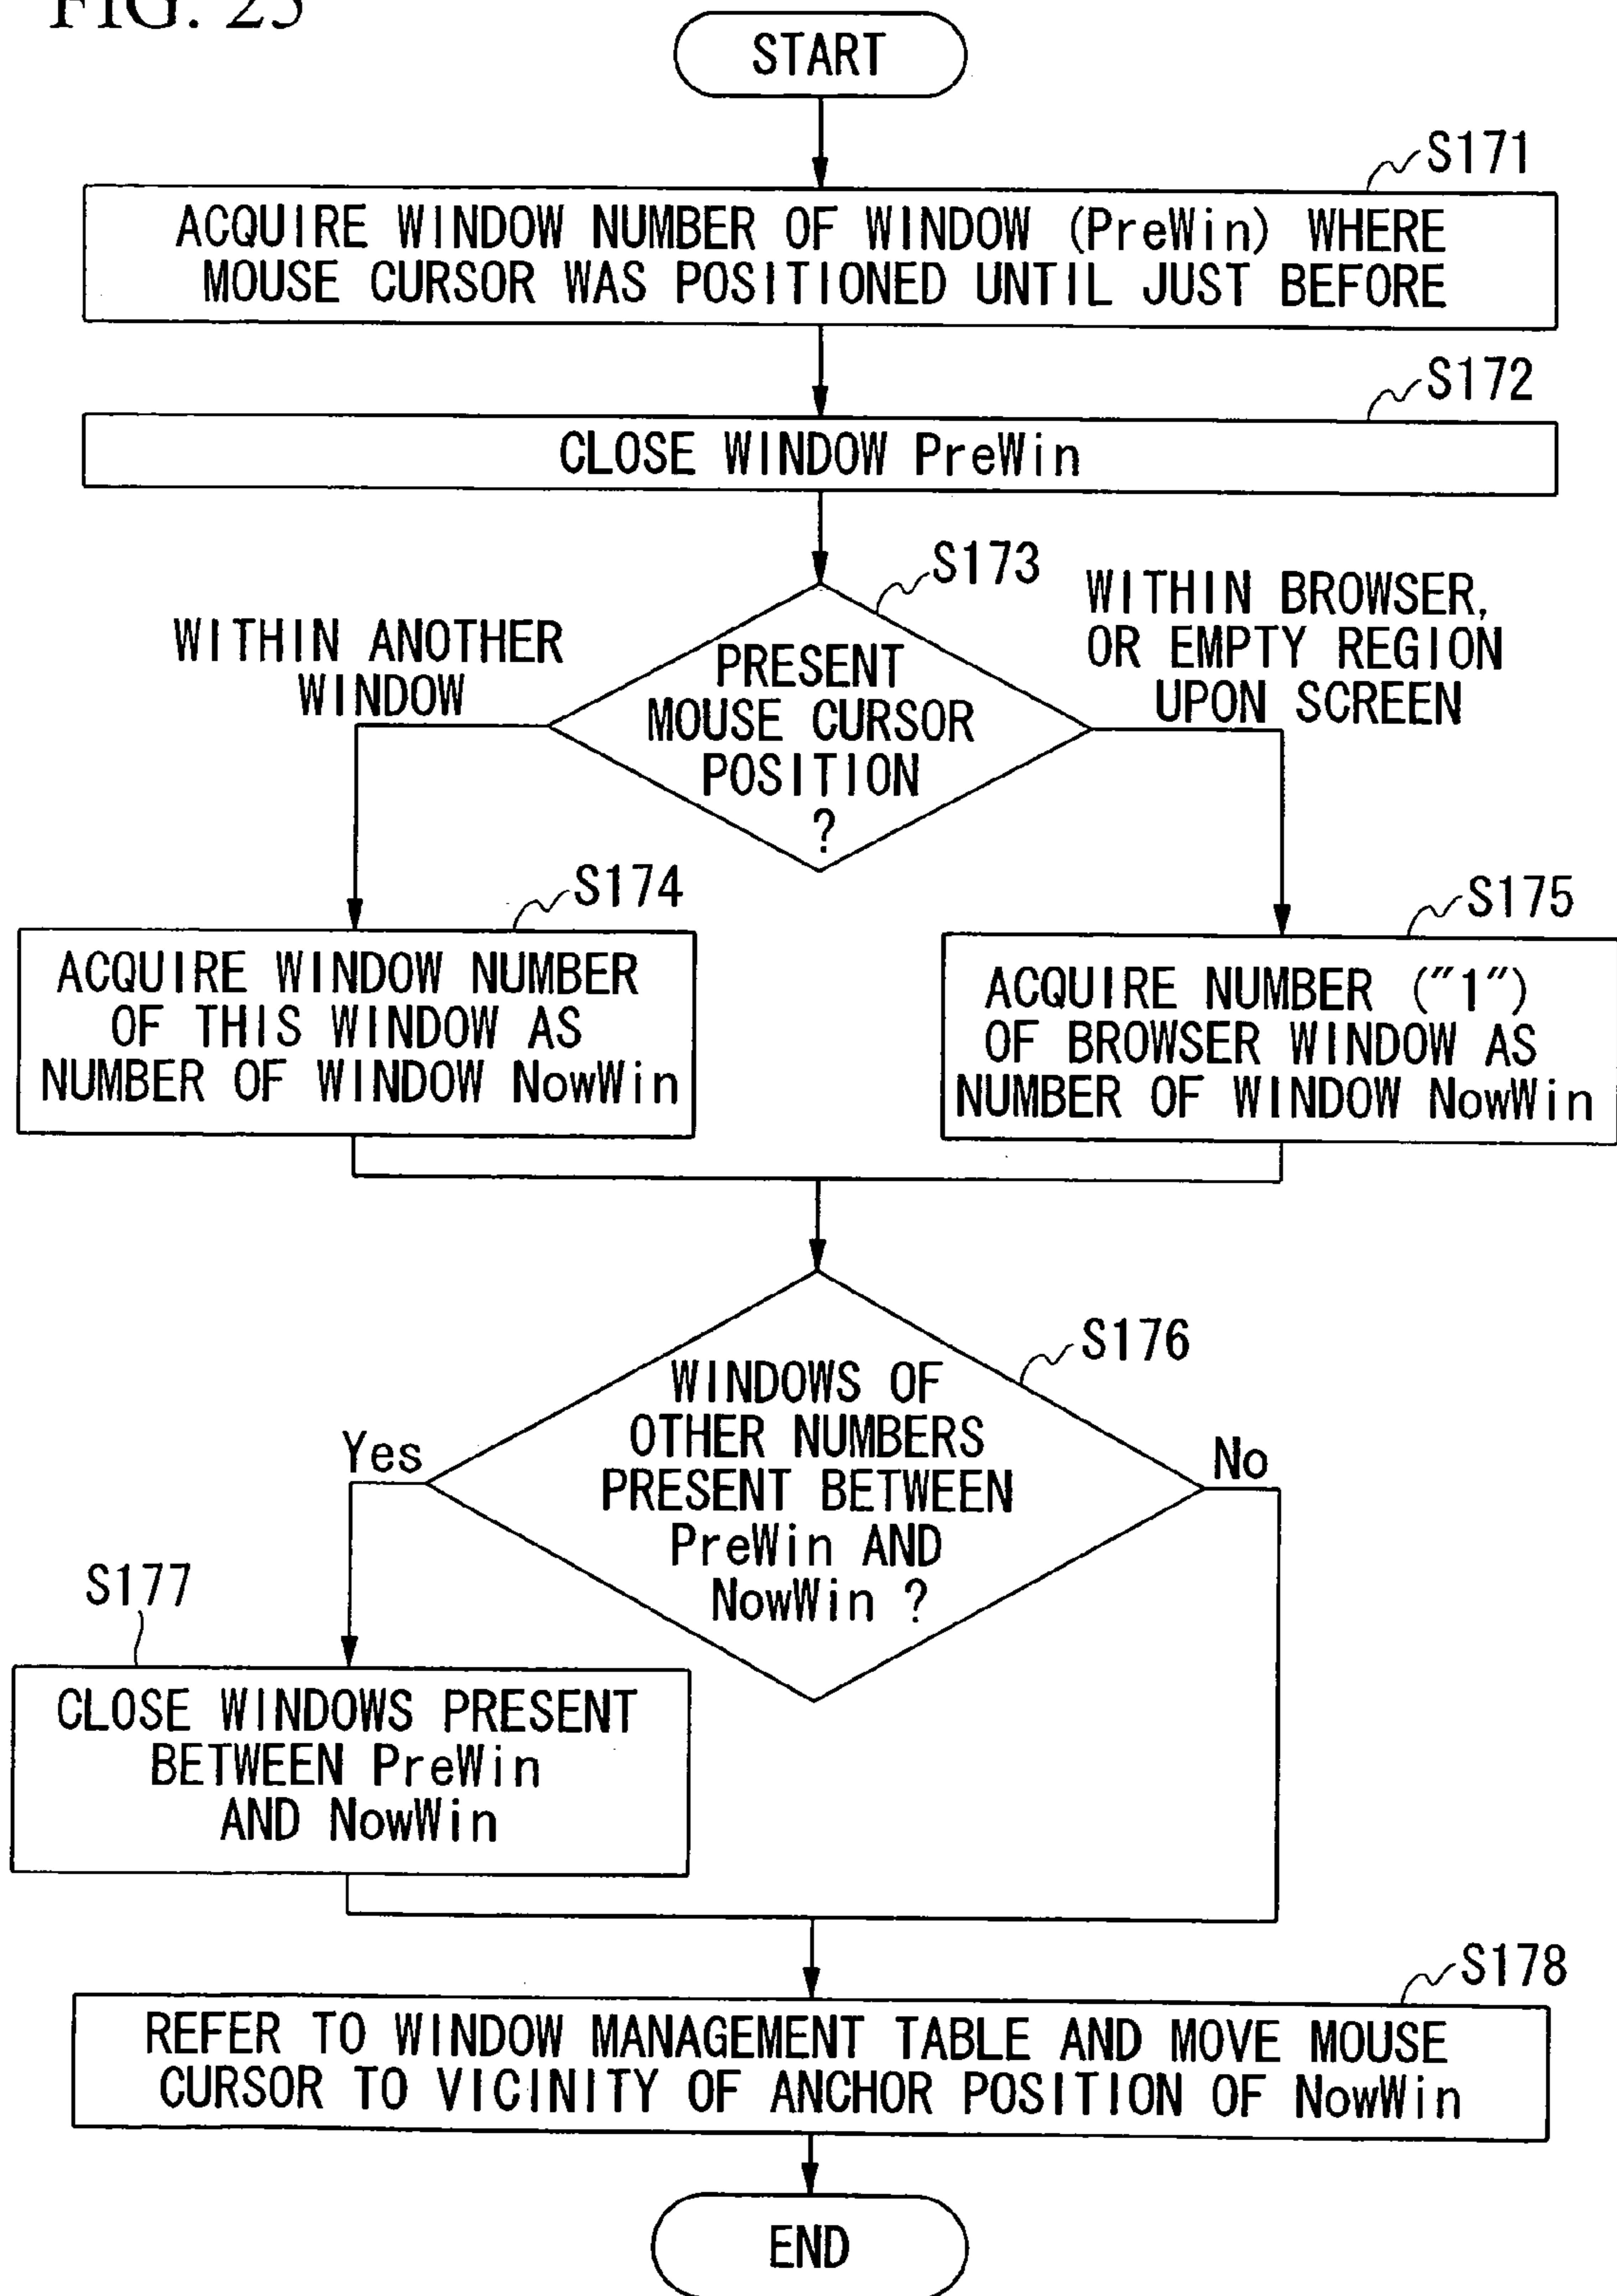 FIG. 25
START
S171
ACQUIRE WINDOW NUMBER OF WINDOW (PreWin) WHERE
MOUSE CURSOR WAS POSITIONED UNTIL JUST BEFORE
S172
CLOSE WINDOW PreWin
S173
WITHIN ANOTHER
WINDOW
PRESENT
MOUSE CURSOR
POSITION
?
WITHIN BROWSER,
OR EMPTY REGION
UPON SCREEN
S174
ACQUIRE WINDOW NUMBER
OF THIS WINDOW AS
NUMBER OF WINDOW NowWin
S175
ACQUIRE NUMBER ("1")
OF BROWSER WINDOW AS
NUMBER OF WINDOW NowWin
S176
WINDOWS OF
OTHER NUMBERS
PRESENT BETWEEN
PreWin AND
NowWin ?
Yes
No
S177
CLOSE WINDOWS PRESENT
BETWEEN PreWin
AND NowWin
S178
REFER TO WINDOW MANAGEMENT TABLE AND MOVE MOUSE
CURSOR TO VICINITY OF ANCHOR POSITION OF NowWin
END